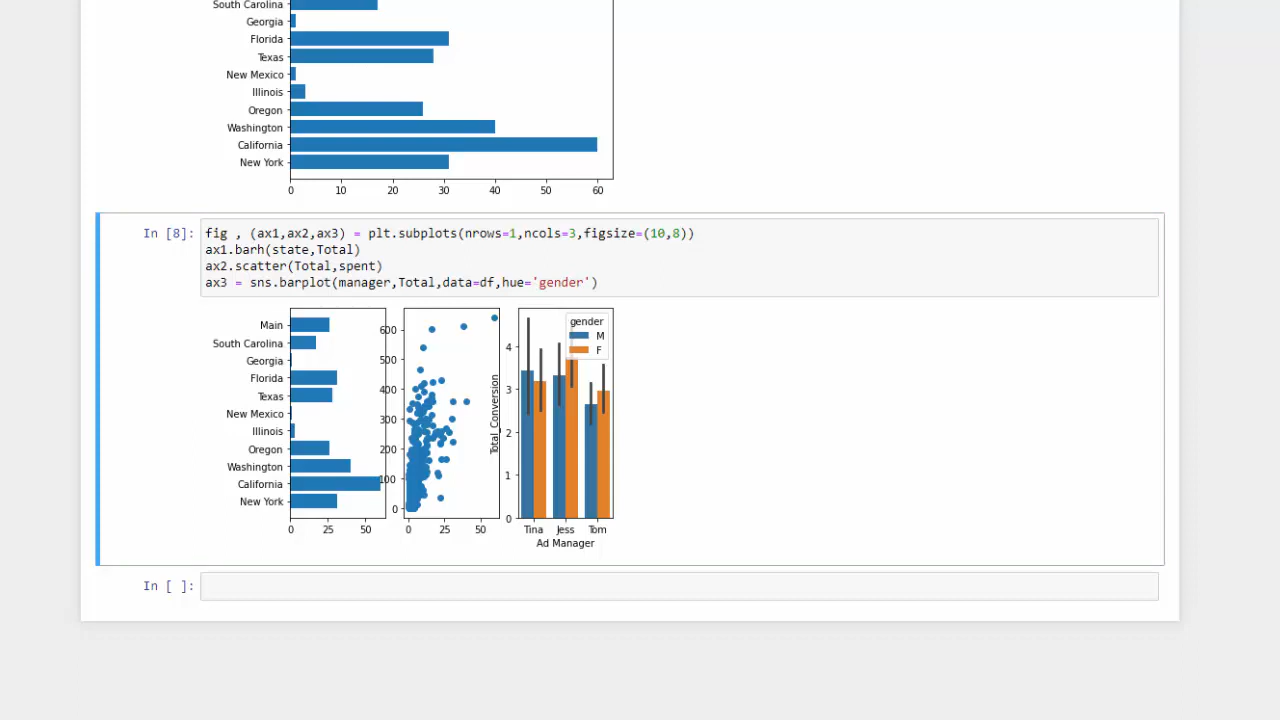 South Carolina
Georgia
Florida
Texas
New Mexico
Illinois
Oregon
Washington
California
New York
0 10 20 30 40 50 60
In [8]: fig , (ax1,ax2,ax3) = plt.subplots(nrows=1,ncols=3,figsize=(10,8))
ax1.barh(state,Total)
ax2.scatter(Total,spent)
ax3 = sns.barplot(manager,Total,data=df,hue='gender')
Main
South Carolina
Georgia
Florida
Texas
New Mexico
Illinois
Oregon
Washington
California
New York
0 25 50
600
500
400
300
200
100
0
0 25 50
Total_Conversion
4
3
2
1
0
gender
M
F
Tina Jess Tom
Ad Manager
In [ ]: